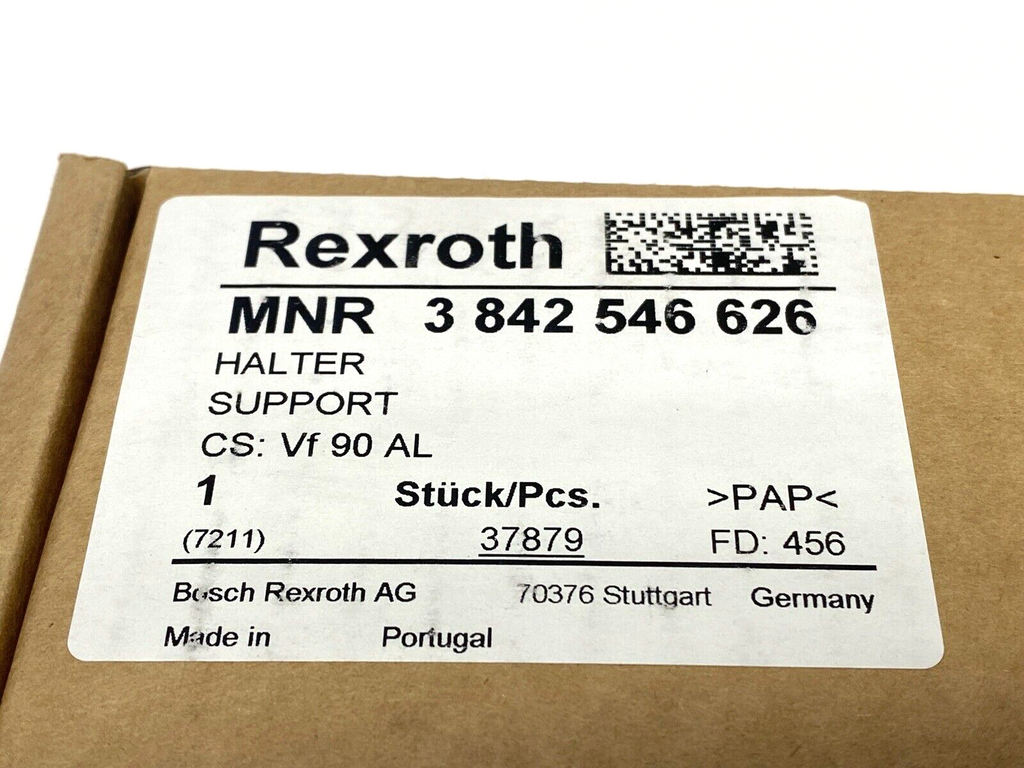 Rexroth
MNR 3 842 546 626
HALTER
SUPPORT
CS: Vf 90 AL
1 Stück/Pcs. >PAP<
(7211) 37879 FD: 456
Bosch Rexroth AG 70376 Stuttgart Germany
Made in Portugal